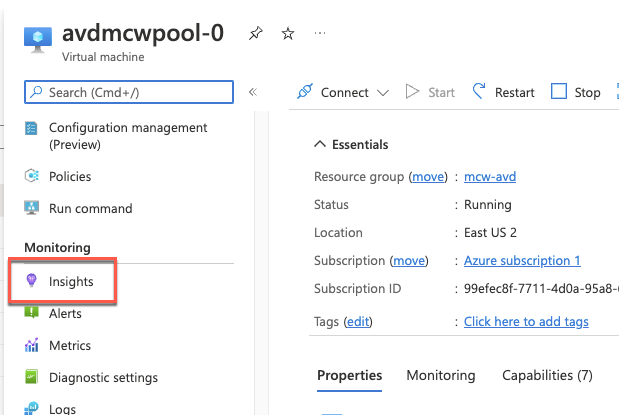 avdmcwpool-0
Virtual machine
Search (Cmd+/)
Configuration management
(Preview)
Policies
Run command
Monitoring
Insights
Alerts
Metrics
Diagnostic settings
Logs
Connect Start Restart Stop
Essentials
Resource group (move) : mcw-avd
Status : Running
Location : East US 2
Subscription (move) : Azure subscription 1
Subscription ID : 99efec8f-7711-4d0a-95a8-
Tags (edit) : Click here to add tags
Properties Monitoring Capabilities (7)